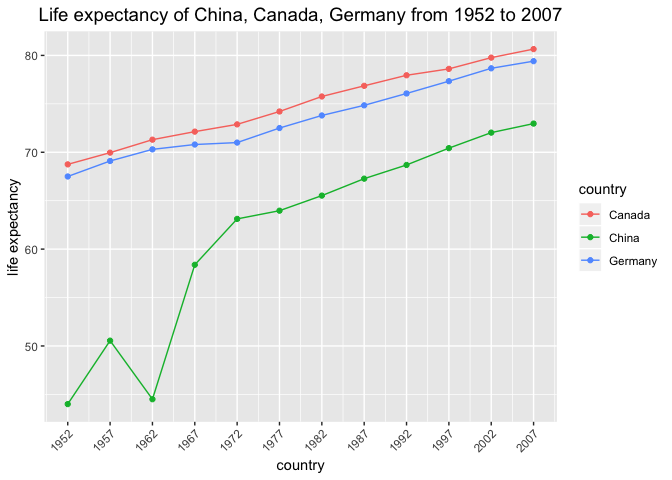 Life expectancy of China, Canada, Germany from 1952 to 2007
life expectancy
80
70
60
50
1952 1957 1962 1967 1972 1977 1982 1987 1992 1997 2002 2007
country
country
Canada
China
Germany